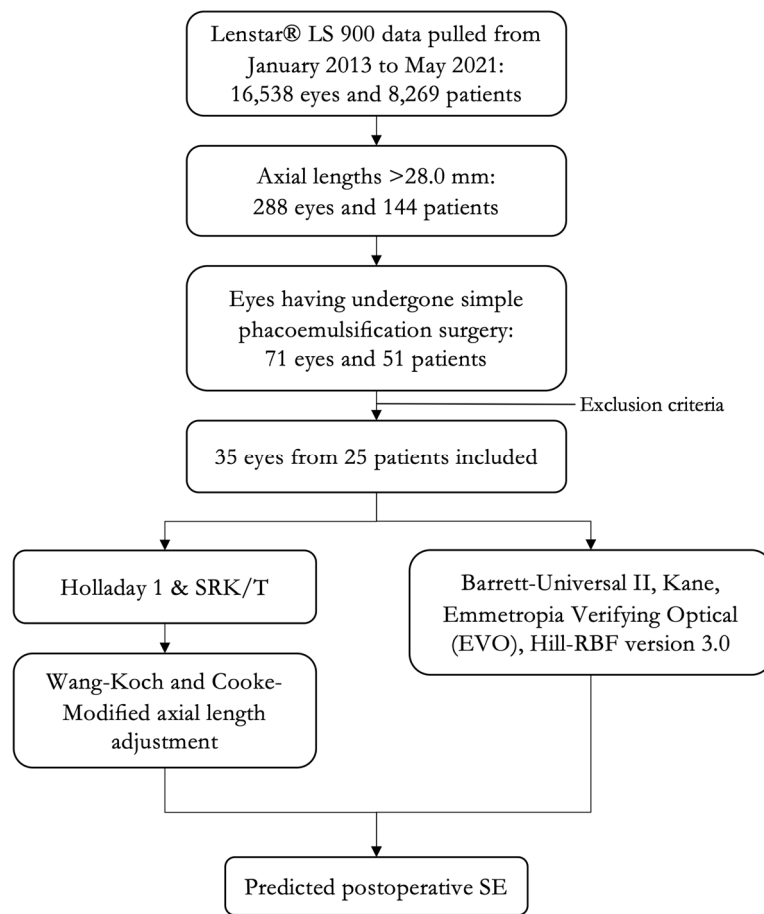 Lenstar® LS 900 data pulled from
January 2013 to May 2021:
16,538 eyes and 8,269 patients
Axial lengths >28.0 mm:
288 eyes and 144 patients
Eyes having undergone simple
phacoemulsification surgery:
71 eyes and 51 patients
Exclusion criteria
35 eyes from 25 patients included
Holladay 1 & SRK/T
Wang-Koch and Cooke-
Modified axial length
adjustment
Barrett-Universal II, Kane,
Emmetropia Verifying Optical
(EVO), Hill-RBF version 3.0
Predicted postoperative SE